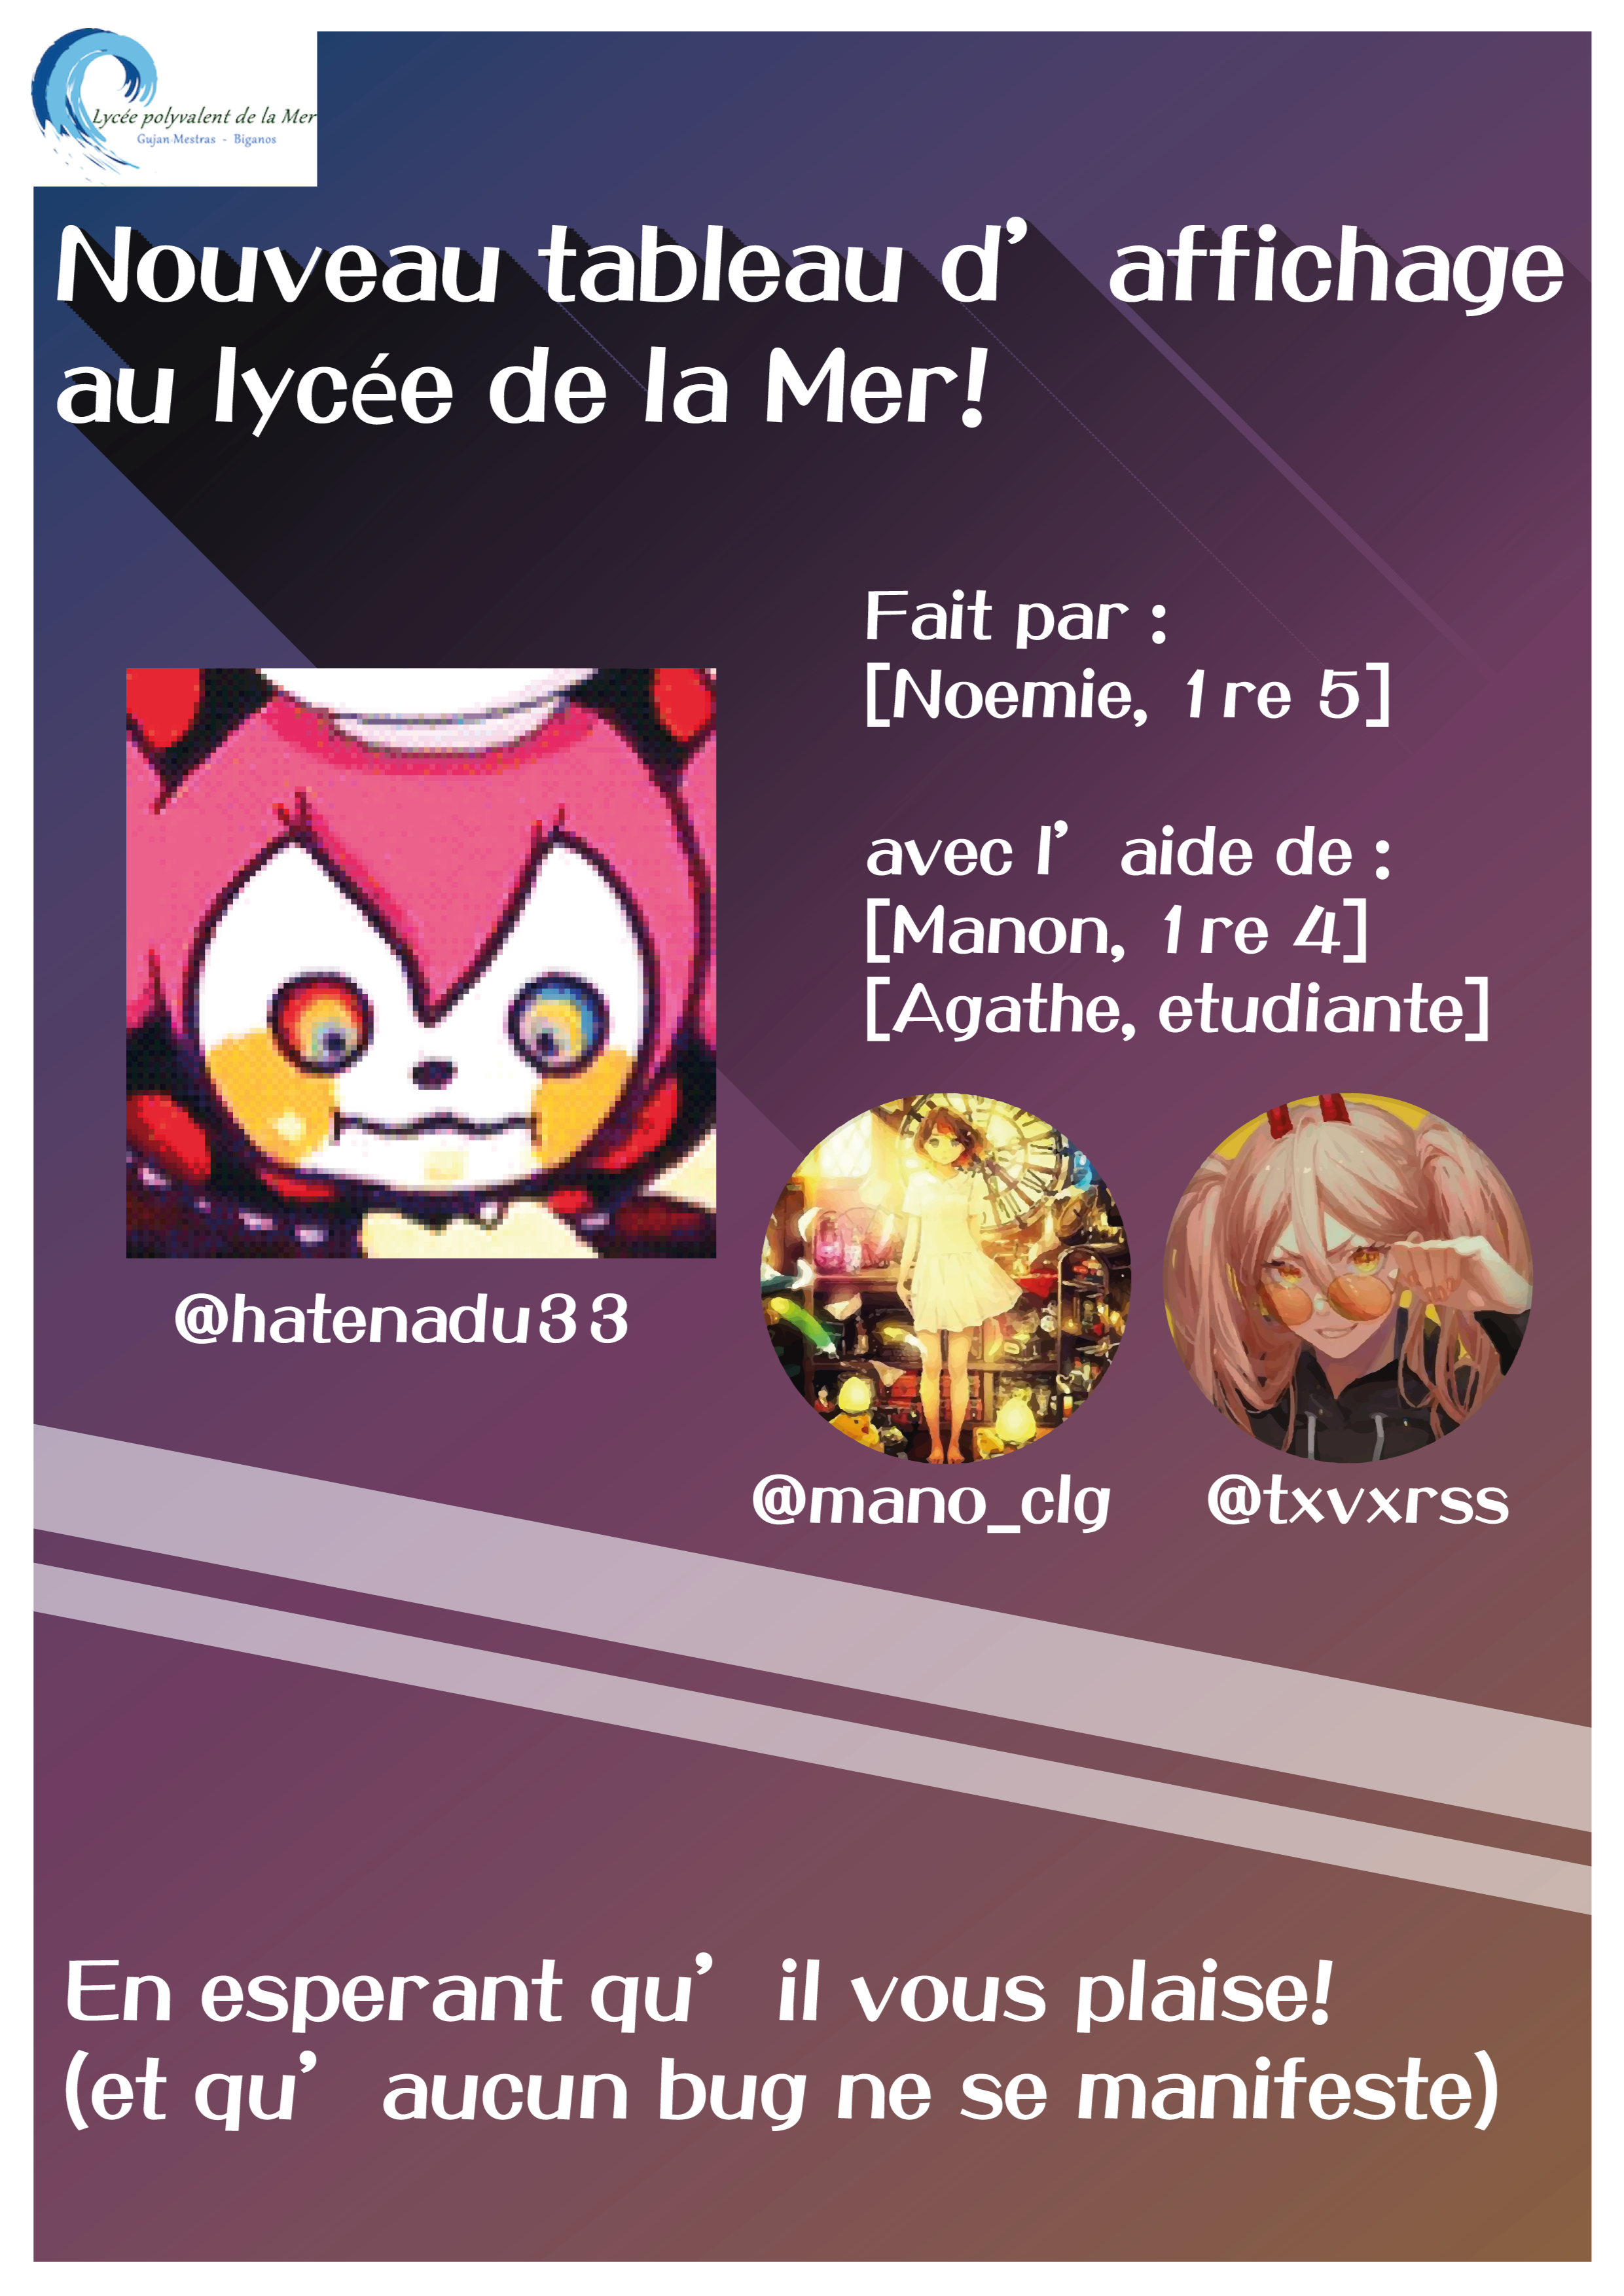 Lycée polyvalent de la Mer
Gujan-Mestras - Biganos
Nouveau tableau d’affichage
au lycée de la Mer!
Fait par :
[Noemie, 1re 5]
avec l’aide de :
[Manon, 1re 4]
[Agathe, etudiante]
@hatenadu33
@mano_clg
@txvxrss
En esperant qu’il vous plaise!
(et qu’aucun bug ne se manifeste)